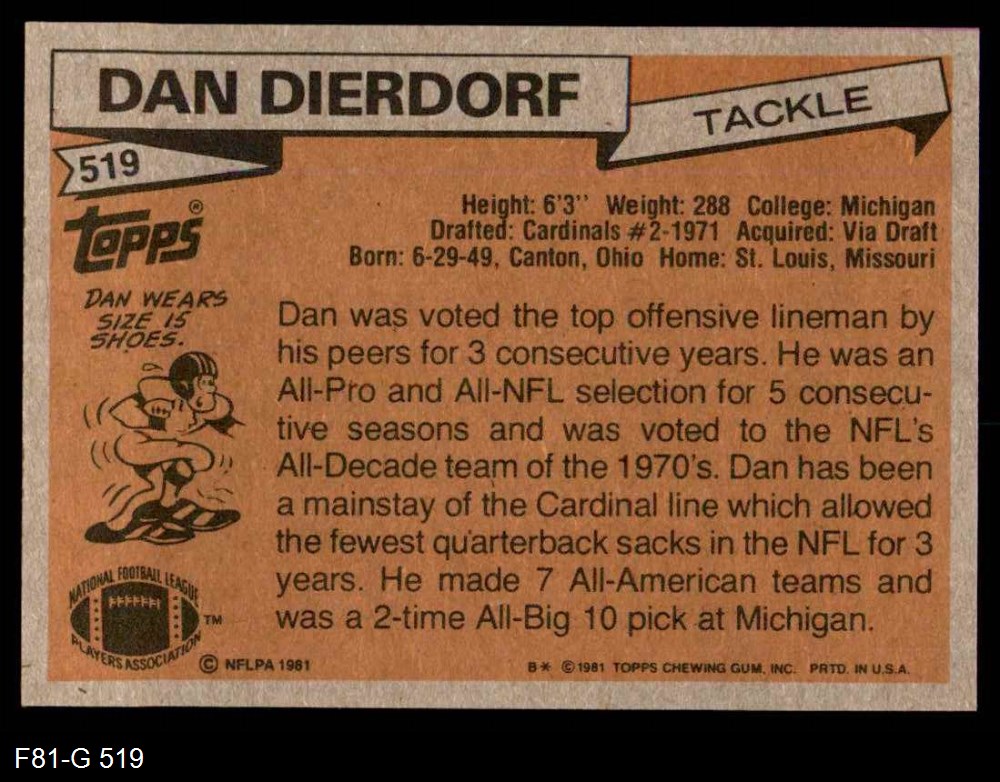 DAN DIERDORF
TACKLE
519
Topps®
Height: 6'3'' Weight: 288 College: Michigan
Drafted: Cardinals #2-1971 Acquired: Via Draft
Born: 6-29-49, Canton, Ohio Home: St. Louis, Missouri
DAN WEARS
SIZE 15
SHOES.
Dan was voted the top offensive lineman by
his peers for 3 consecutive years. He was an
All-Pro and All-NFL selection for 5 consecu-
tive seasons and was voted to the NFL's
All-Decade team of the 1970's. Dan has been
a mainstay of the Cardinal line which allowed
the fewest quarterback sacks in the NFL for 3
years. He made 7 All-American teams and
was a 2-time All-Big 10 pick at Michigan.
NATIONAL FOOTBALL LEAGUE
PLAYERS ASSOCIATION
TM
© NFLPA 1981
B* © 1981 TOPPS CHEWING GUM, INC. PRTD. IN U.S.A.
F81-G 519